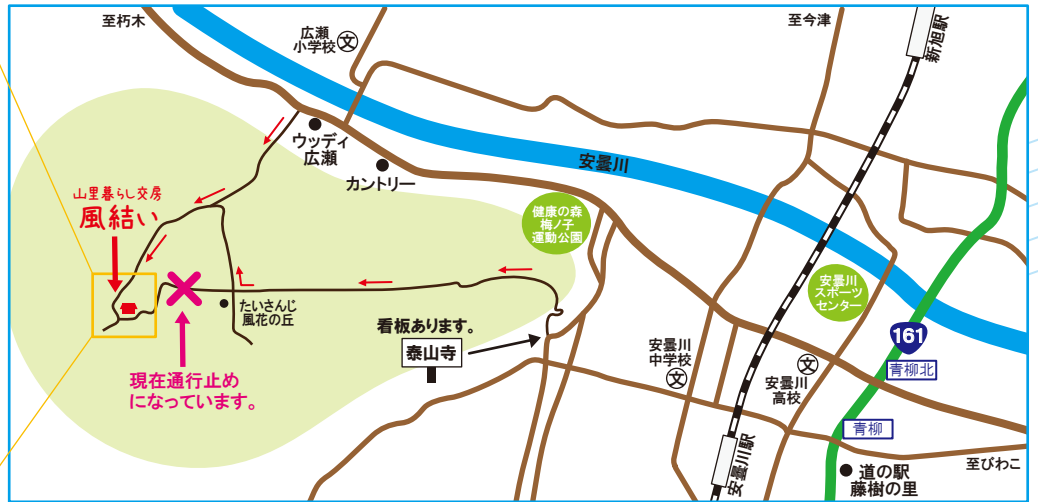 至朽木
広瀬
小学校
文
至今津
新旭駅
ウッディ
広瀬
カントリー
安曇川
山里暮らし交房
風結い
健康の森
梅ノ子
運動公園
たいさんじ
風花の丘
安曇川
スポーツ
センター
看板あります。
泰山寺
161
現在通行止め
になっています。
安曇川
中学校
文
文
安曇川
高校
青柳北
青柳
安曇川駅
道の駅
藤樹の里
至びわこ